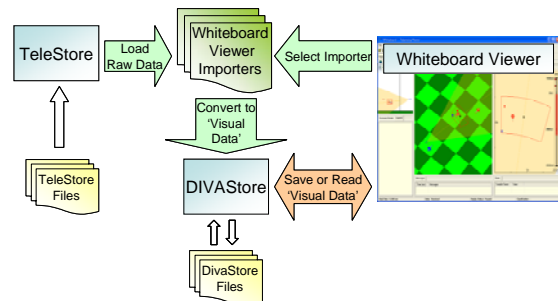 TeleStore
Load
Raw Data
Whiteboard
Viewer
Importers
Select Importer
Whiteboard Viewer
Convert to
'Visual
Data'
TeleStore
Files
DIVAStore
Save or Read
'Visual Data'
DivaStore
Files